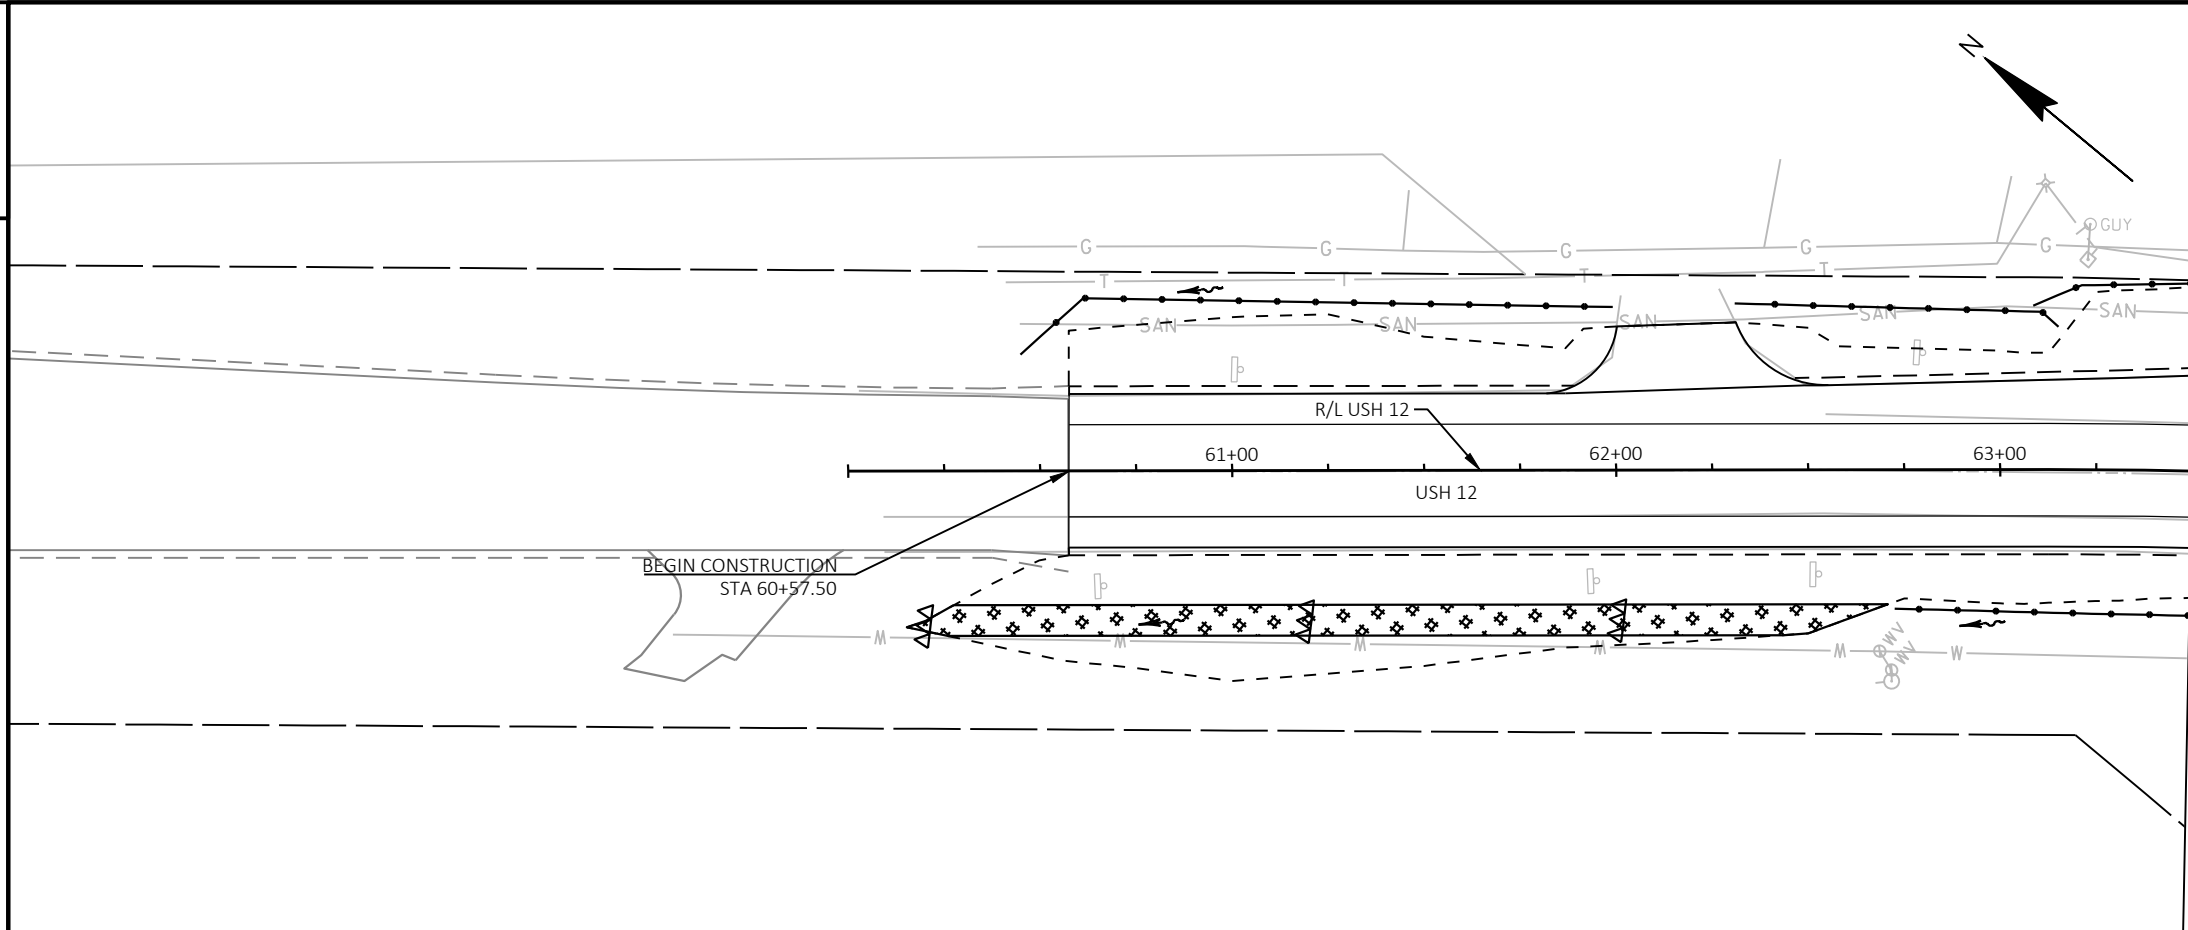 N
GUY
G G G G G
T T T T
SAN SAN SAN SAN SAN
R/L USH 12
61+00 62+00 63+00
USH 12
BEGIN CONSTRUCTION
STA 60+57.50
W W W W W W
WV
WV